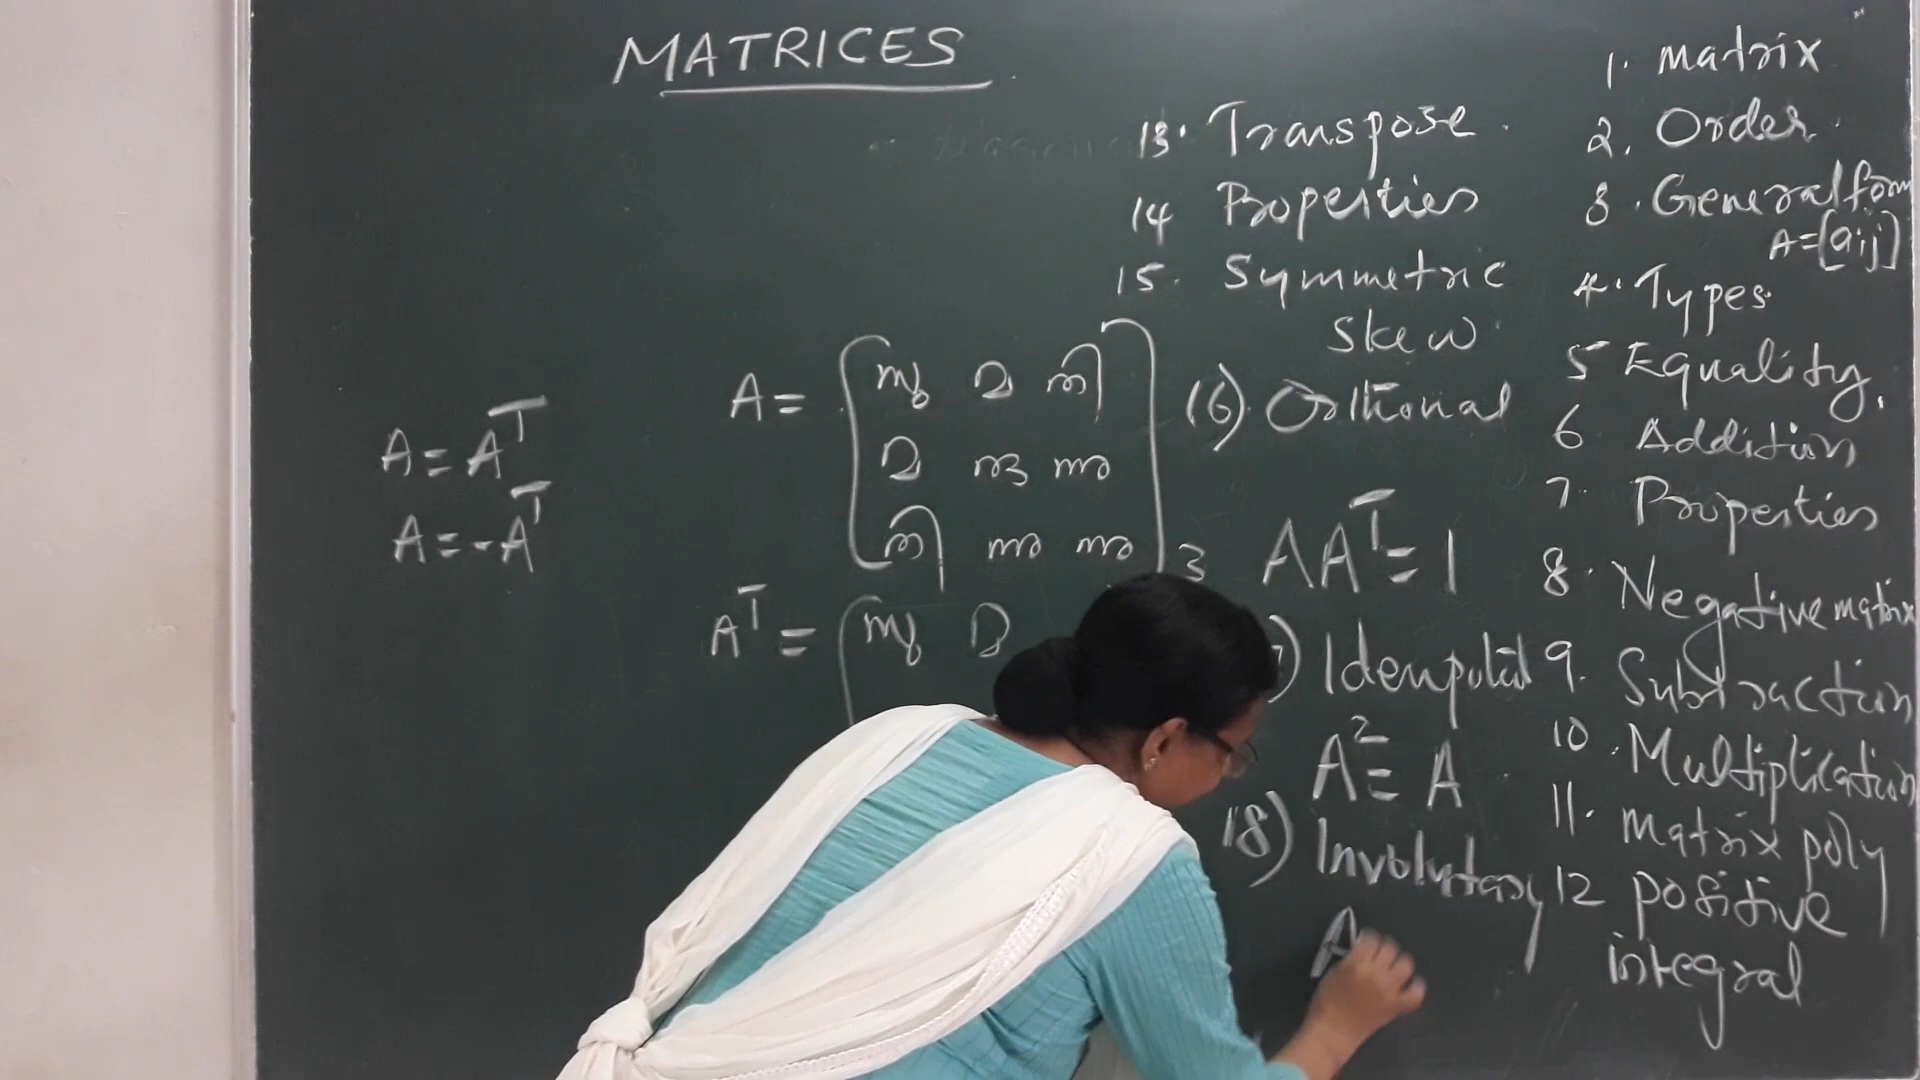 MATRICES
1. Matrix
2. Order.
3. General form
A=[aij]
4. Types
5 Equality.
6 Addition
7. Properties
8. Negative matrix
9. Subtraction
10. Multiplication
11. Matrix poly
12 positive
integral
13. Transpose.
14 Properties
15. Symmetric
skew
(16) Orthonal
AAᵀ=1
) Idempotent
A²=A
18) Involutary
A
A=
മൃ
3
Aᵀ=
മൃ
A=Aᵀ
A=-Aᵀ